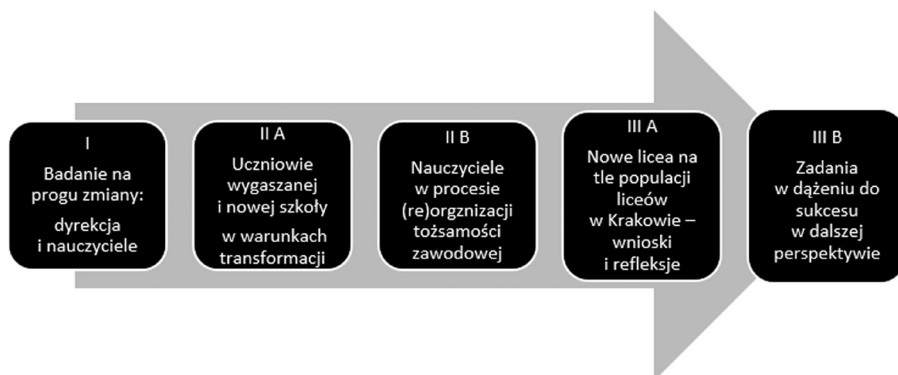 I
Badanie na
progu zmiany:
dyrekcja
i nauczyciele
II A
Uczniowie
wygaszanej
i nowej szkoły
w warunkach
transformacji
II B
Nauczyciele
w procesie
(re)orgznizacji
tożsamości
zawodowej
III A
Nowe licea na
tle populacji
liceów
w Krakowie –
wnioski
i refleksje
III B
Zadania
w dążeniu do
sukcesu
w dalszej
perspektywie